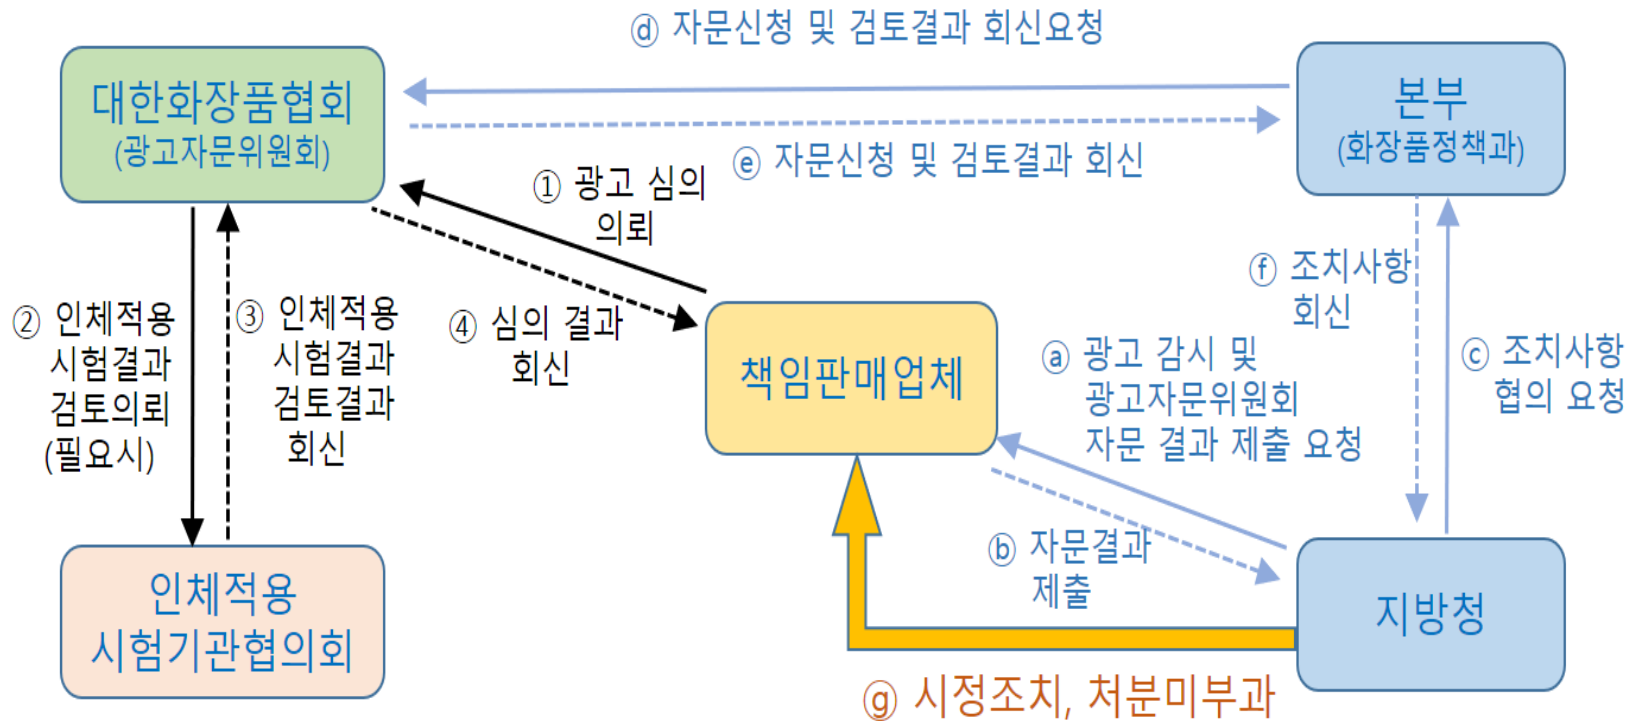 ⓓ 자문신청 및 검토결과 회신요청
대한화장품협회
(광고자문위원회)
본부
(화장품정책과)
ⓔ 자문신청 및 검토결과 회신
① 광고 심의
의뢰
② 인체적용
시험결과
검토의뢰
(필요시)
③ 인체적용
시험결과
검토결과
회신
④ 심의 결과
회신
책임판매업체
ⓐ 광고 감시 및
광고자문위원회
자문 결과 제출 요청
ⓕ 조치사항
회신
ⓒ 조치사항
협의 요청
ⓑ 자문결과
제출
인체적용
시험기관협의회
지방청
ⓖ 시정조치, 처분미부과